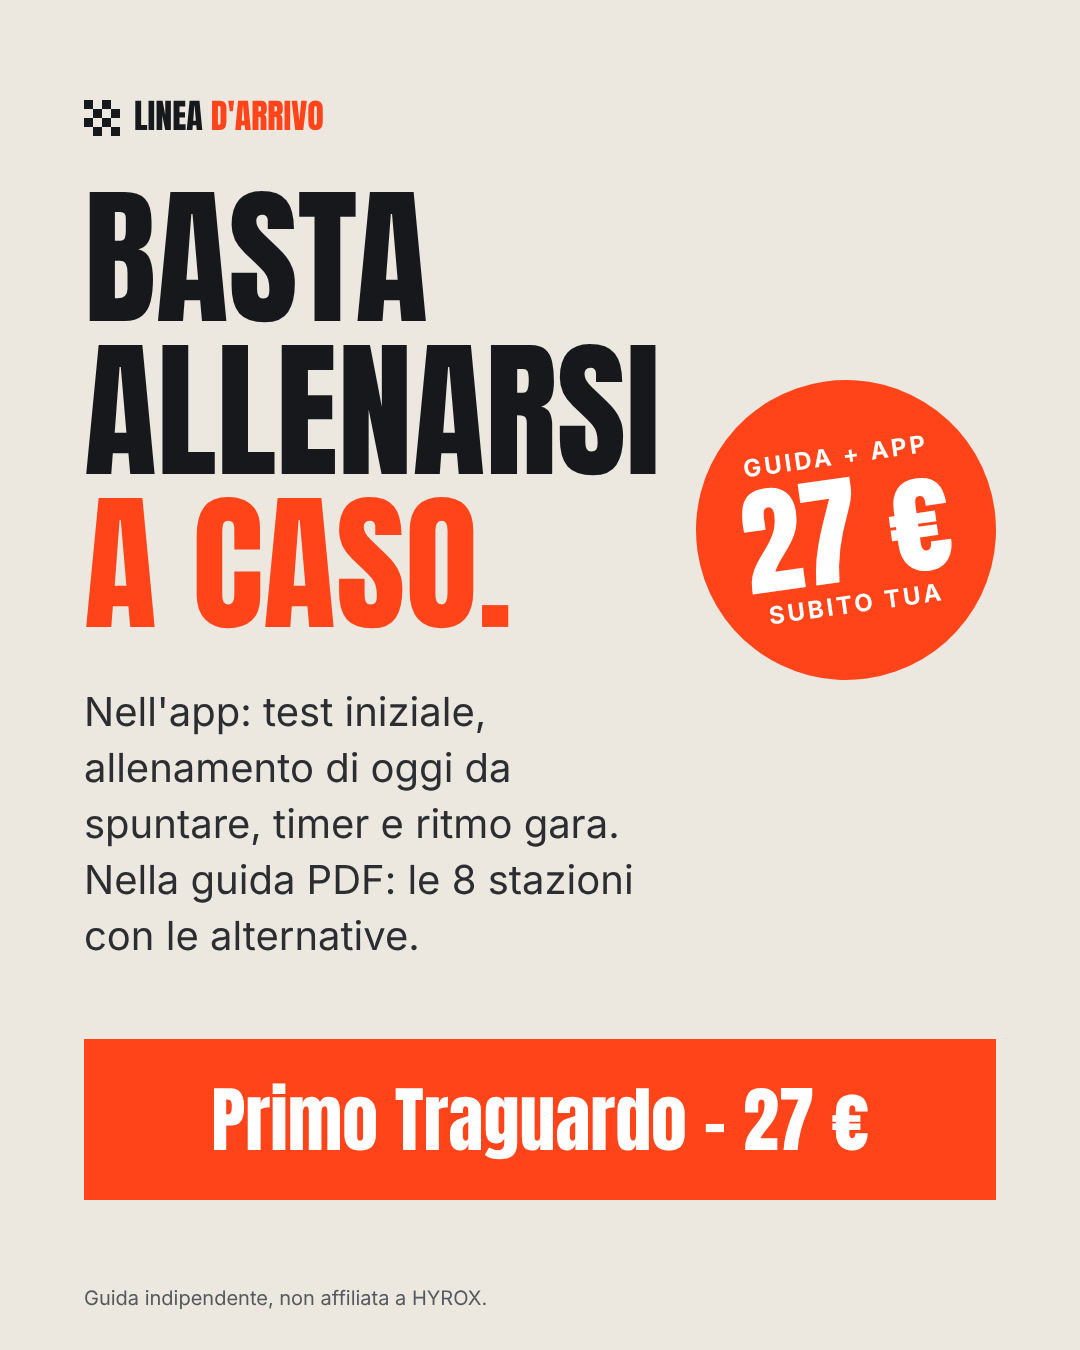 LINEA D'ARRIVO
BASTA
ALLENARSI
A CASO.
GUIDA + APP
27 €
SUBITO TUA
Nell'app: test iniziale,
allenamento di oggi da
spuntare, timer e ritmo gara.
Nella guida PDF: le 8 stazioni
con le alternative.
Primo Traguardo - 27 €
Guida indipendente, non affiliata a HYROX.